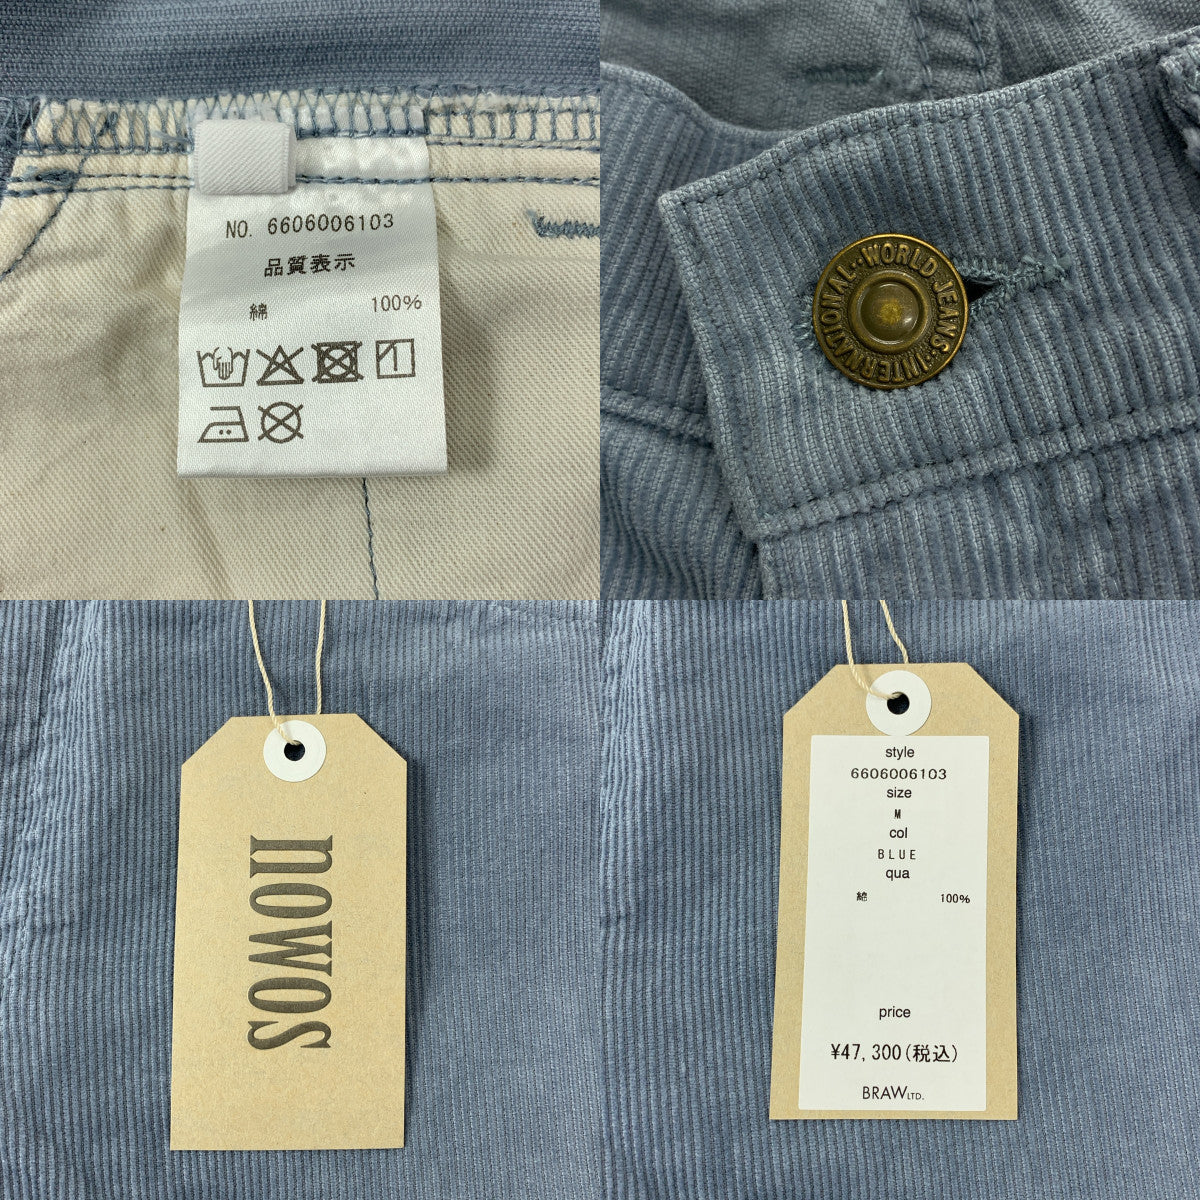 NO. 6606006103
品質表示
綿 100%
WORLD JEANS · INTERNATIONAL ·
nowos
style
6606006103
size
M
col
BLUE
qua
綿 100%
price
¥47,300(税込)
BRAW LTD.